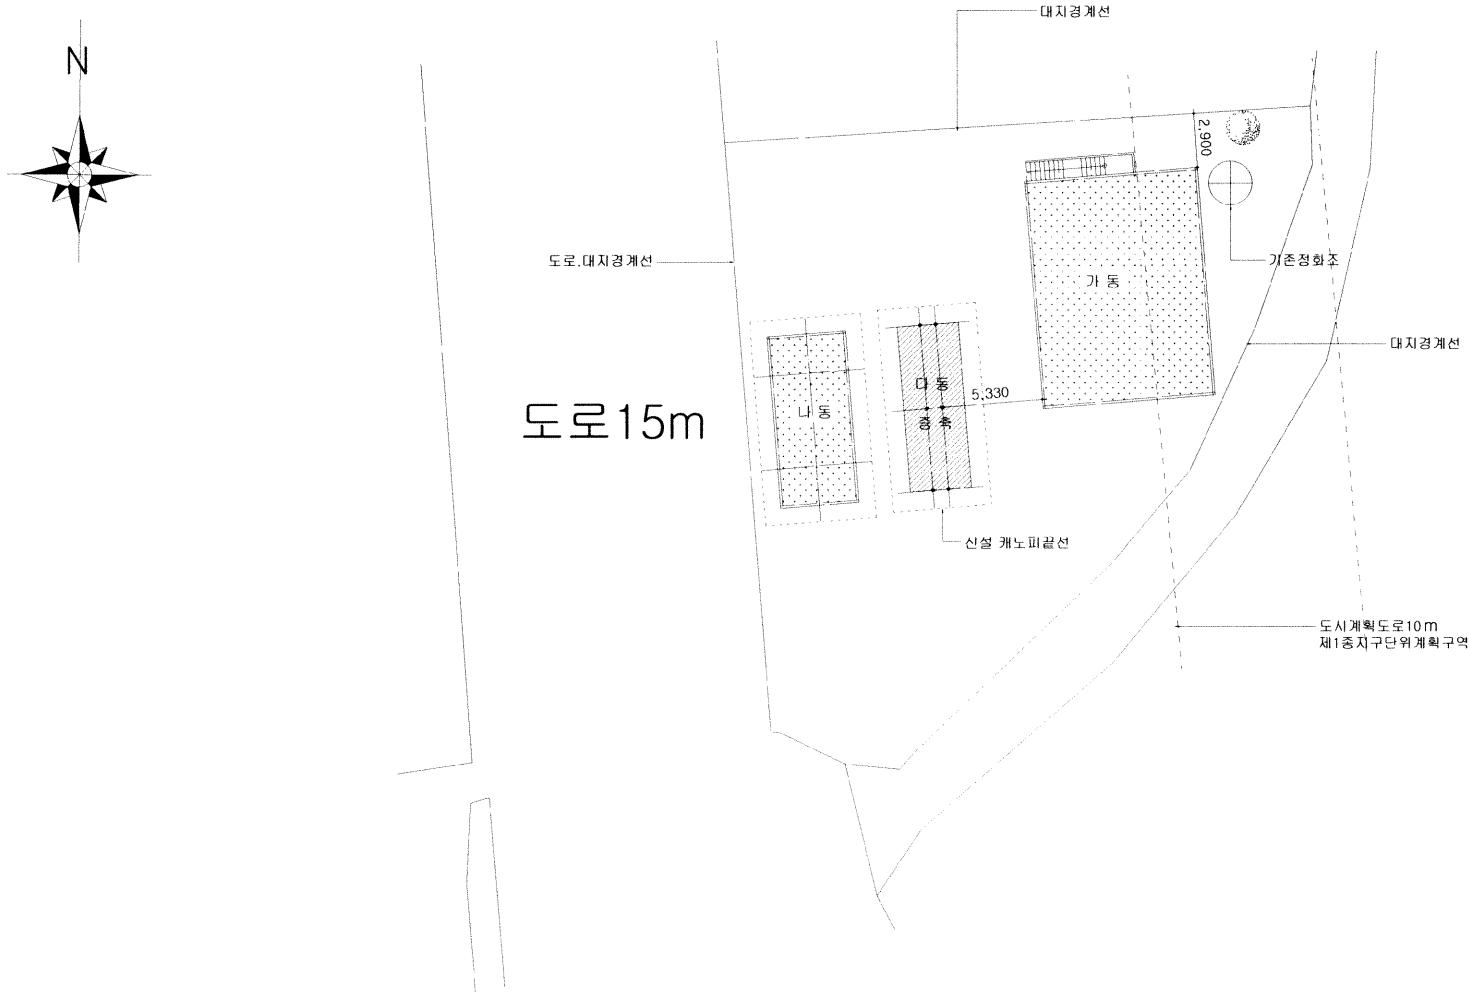 대지경계선
N
2,900
도로.대지경계선
기존정화조
가 동
대지경계선
다 동
5,330
도로15m
나 동
증 축
신설 캐노피끝선
도시계획도로10m
제1종지구단위계획구역